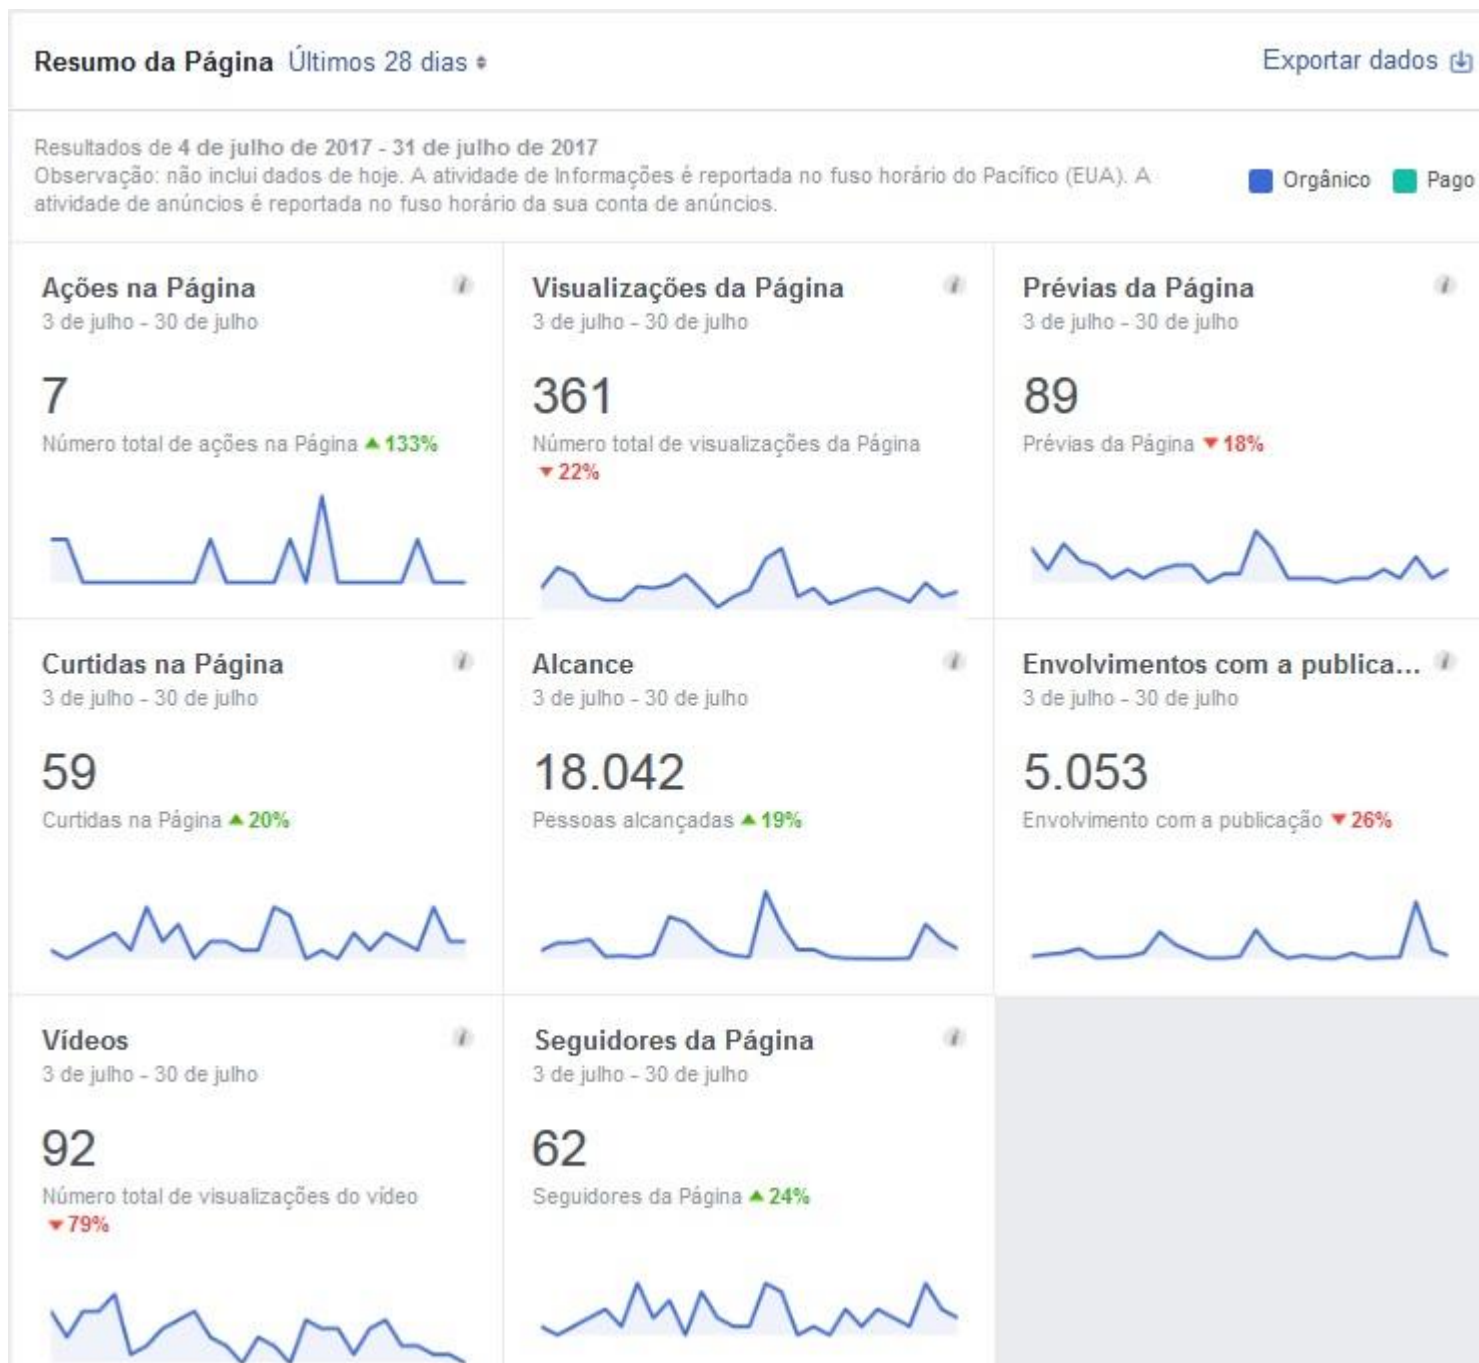 Resumo da Página Últimos 28 dias
Exportar dados
Resultados de 4 de julho de 2017 - 31 de julho de 2017
Observação: não inclui dados de hoje. A atividade de Informações é reportada no fuso horário do Pacífico (EUA). A
atividade de anúncios é reportada no fuso horário da sua conta de anúncios.
Orgânico Pago
Ações na Página
3 de julho - 30 de julho
7
Número total de ações na Página ▲ 133%
Visualizações da Página
3 de julho - 30 de julho
361
Número total de visualizações da Página
▼ 22%
Prévias da Página
3 de julho - 30 de julho
89
Prévias da Página ▼ 18%
Curtidas na Página
3 de julho - 30 de julho
59
Curtidas na Página ▲ 20%
Alcance
3 de julho - 30 de julho
18.042
Pessoas alcançadas ▲ 19%
Envolvimentos com a publica...
3 de julho - 30 de julho
5.053
Envolvimento com a publicação ▼ 26%
Vídeos
3 de julho - 30 de julho
92
Número total de visualizações do vídeo
▼ 79%
Seguidores da Página
3 de julho - 30 de julho
62
Seguidores da Página ▲ 24%